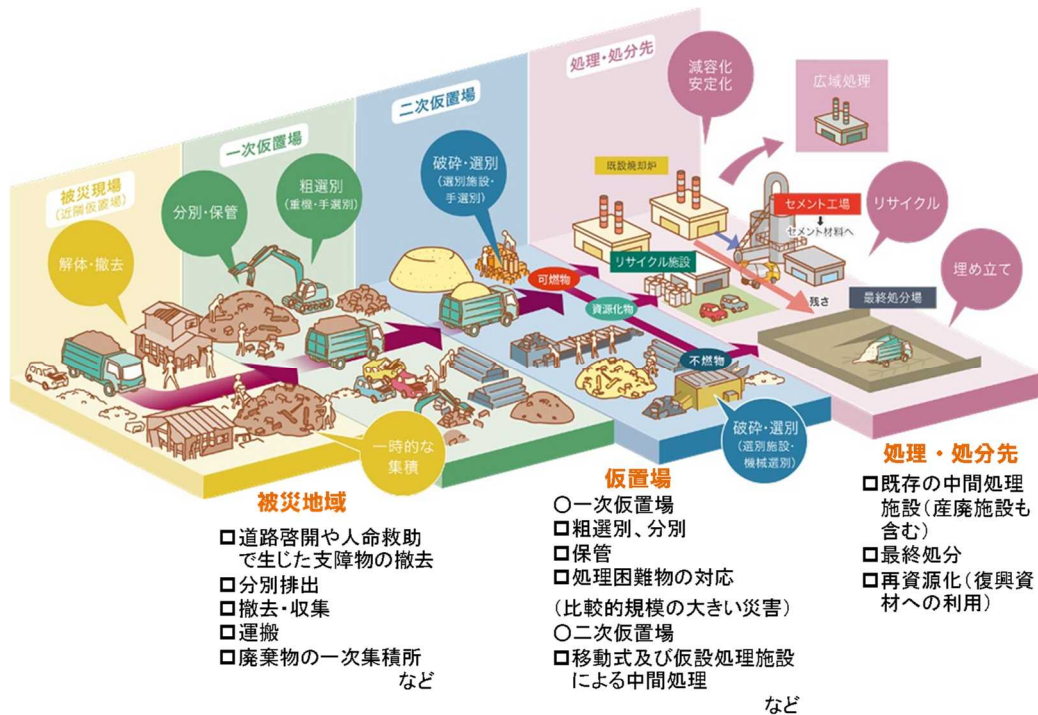 被災現場
(近隣仮置場)
解体・撤去
一時的な
集積
一次仮置場
分別・保管
粗選別
(重機・手選別)
二次仮置場
破砕・選別
(選別施設・
手選別)
可燃物
資源化物
不燃物
破砕・選別
(選別施設・
機械選別)
処理・処分先
減容化
安定化
広域処理
既設焼却炉
セメント工場
セメント材料へ
リサイクル
リサイクル施設
残さ
最終処分場
埋め立て
被災地域
□道路啓開や人命救助
で生じた支障物の撤去
□分別排出
□撤去・収集
□運搬
□廃棄物の一次集積所
など
仮置場
○一次仮置場
□粗選別、分別
□保管
□処理困難物の対応
(比較的規模の大きい災害)
○二次仮置場
□移動式及び仮設処理施設
による中間処理
など
処理・処分先
□既存の中間処理
施設(産廃施設も
含む)
□最終処分
□再資源化(復興資
材への利用)